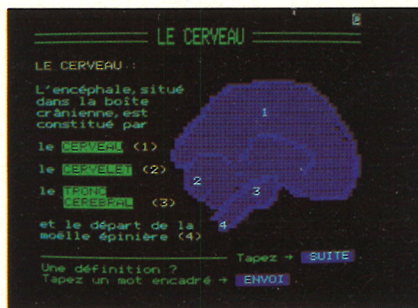 LE CERVEAU
LE CERVEAU :
L'encéphale, situé
dans la boîte
crânienne, est
constitué par
le CERVEAU (1)
le CERVELET (2)
le TRONC
CEREBRAL (3)
et le départ de la
moëlle épinière (4)
1
2
3
4
Tapez → SUITE
Une définition ?
Tapez un mot encadré → ENVOI